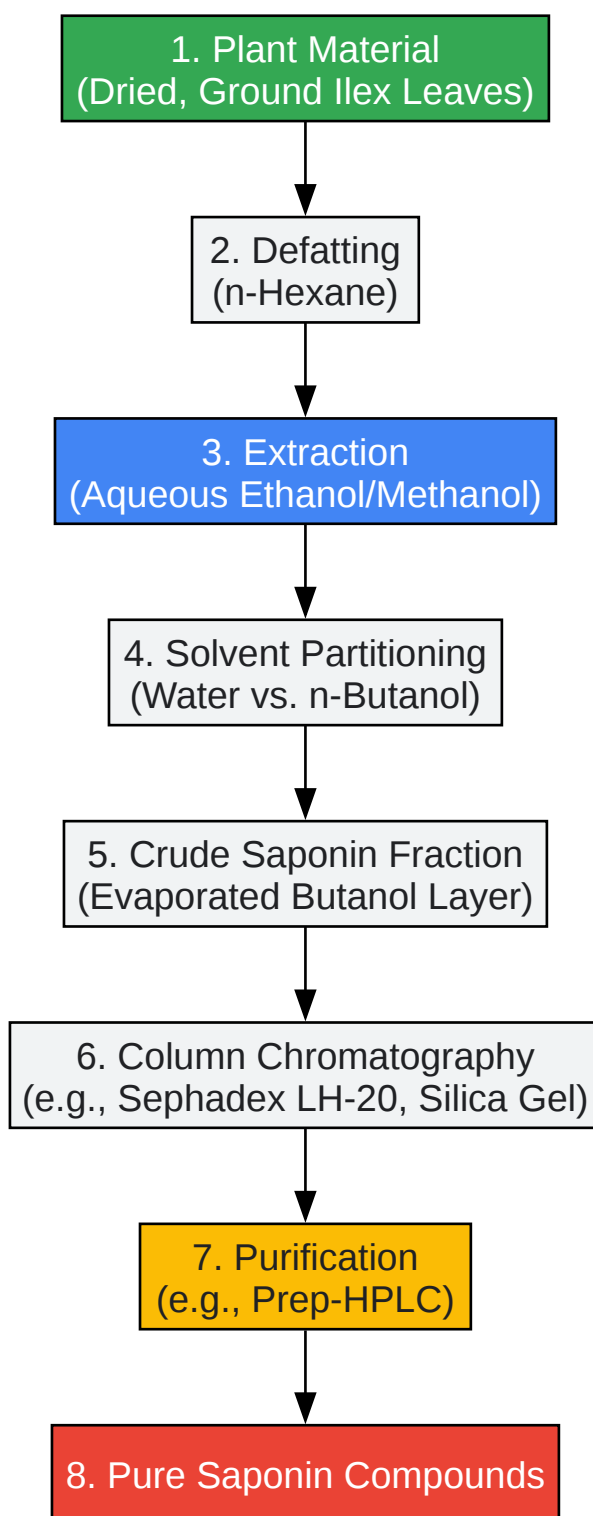 1. Plant Material
(Dried, Ground Ilex Leaves)
2. Defatting
(n-Hexane)
3. Extraction
(Aqueous Ethanol/Methanol)
4. Solvent Partitioning
(Water vs. n-Butanol)
5. Crude Saponin Fraction
(Evaporated Butanol Layer)
6. Column Chromatography
(e.g., Sephadex LH-20, Silica Gel)
7. Purification
(e.g., Prep-HPLC)
8. Pure Saponin Compounds